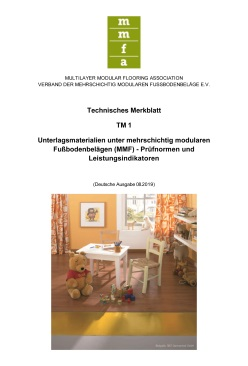 m
m
f
a
MULTILAYER MODULAR FLOORING ASSOCIATION
VERBAND DER MEHRSCHICHTIG MODULAREN FUSSBODENBELÄGE E.V.
Technisches Merkblatt
TM 1
Unterlagsmaterialien unter mehrschichtig modularen
Fußbodenbelägen (MMF) - Prüfnormen und
Leistungsindikatoren
(Deutsche Ausgabe 08.2019)